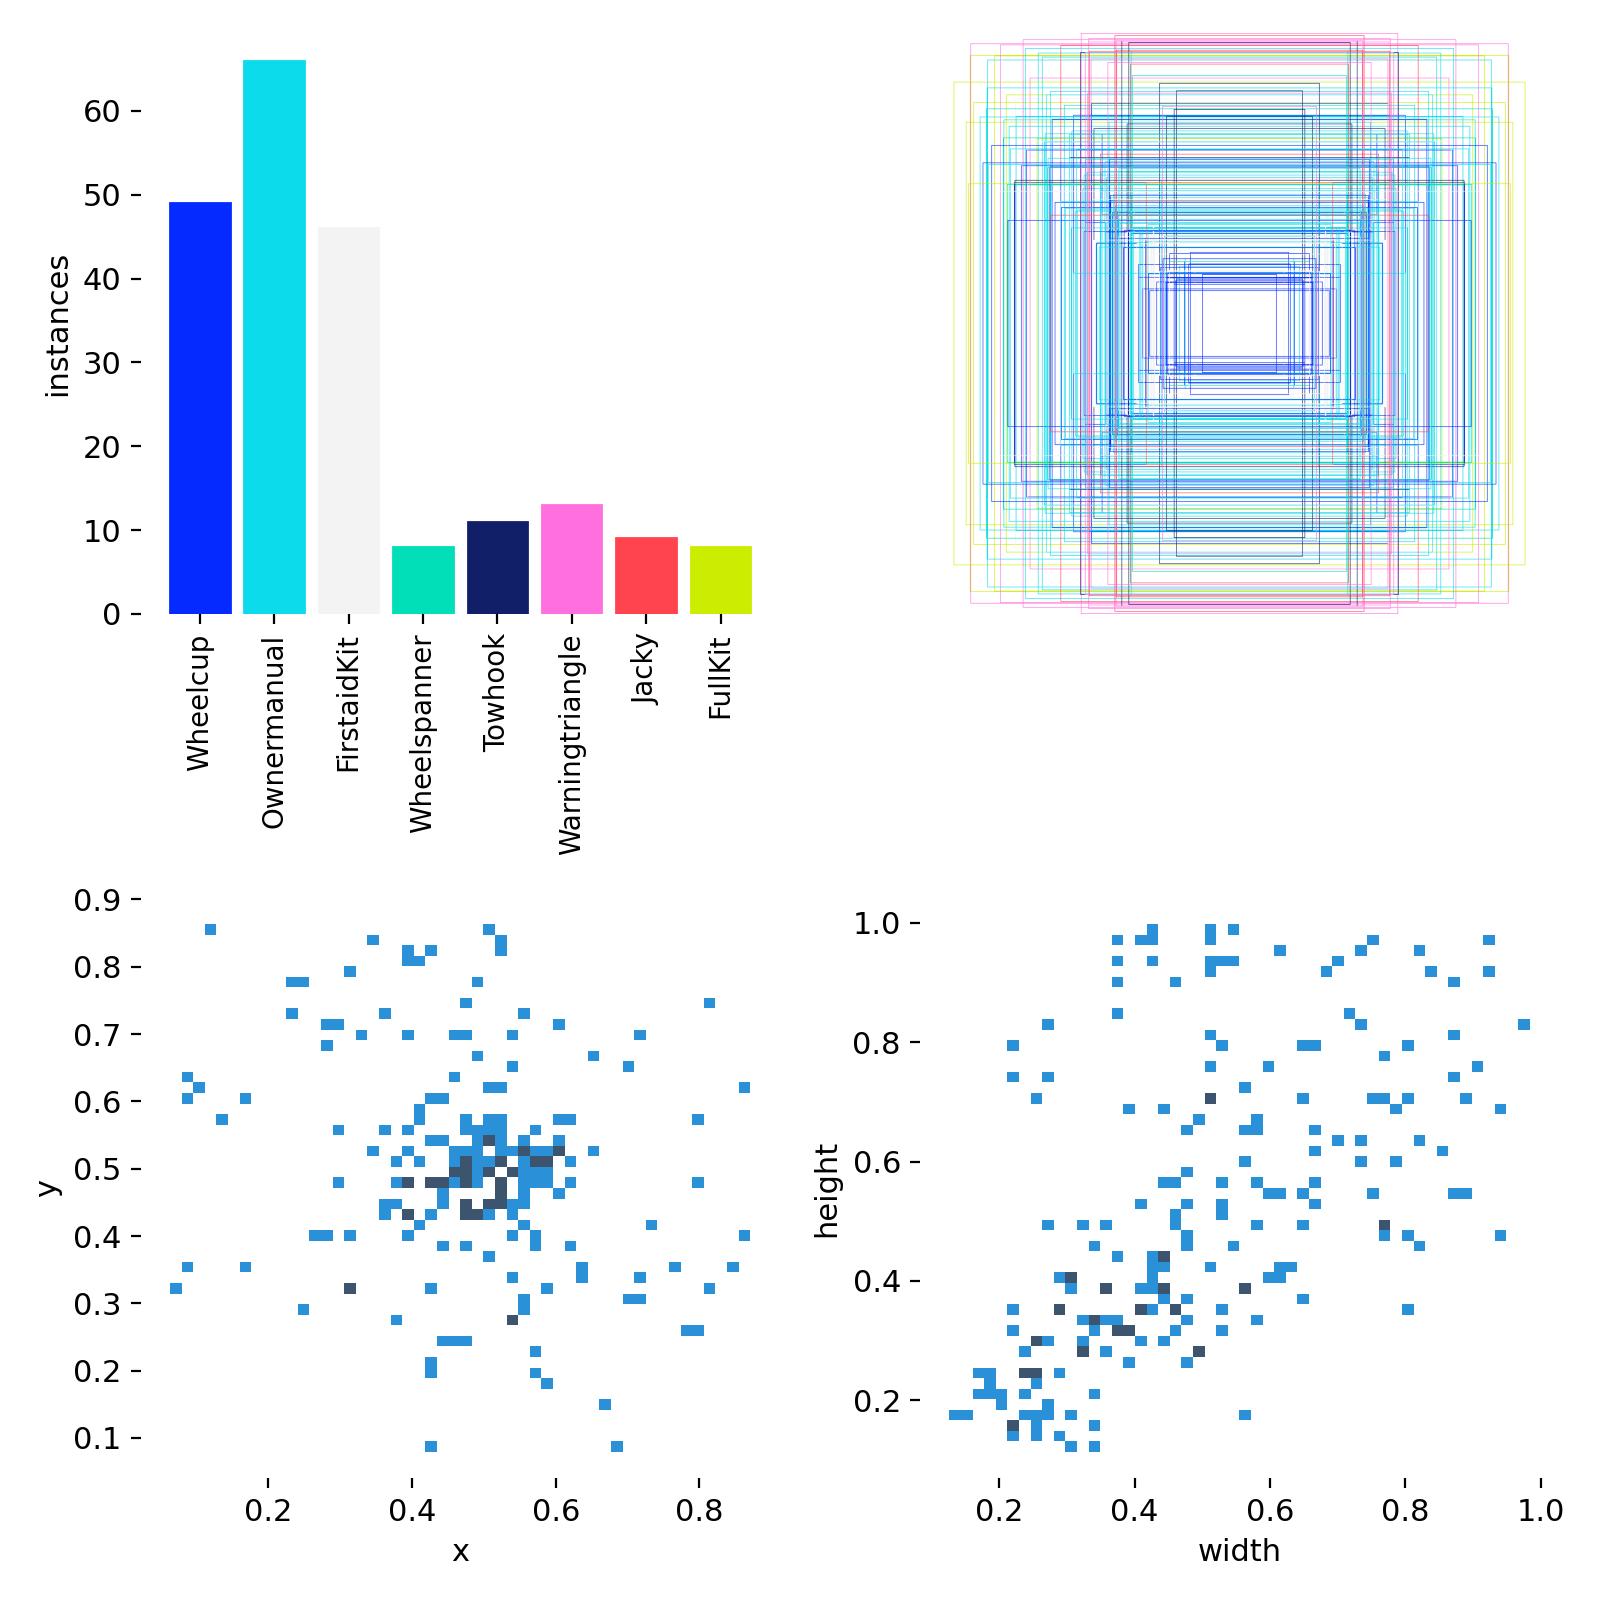 instances
60
50
40
30
20
10
0
Wheelcup
Ownermanual
FirstaidKit
Wheelspanner
Towhook
Warningtriangle
Jacky
FullKit
y
0.9
0.8
0.7
0.6
0.5
0.4
0.3
0.2
0.1
0.2 0.4 0.6 0.8
x
height
1.0
0.8
0.6
0.4
0.2
0.2 0.4 0.6 0.8 1.0
width